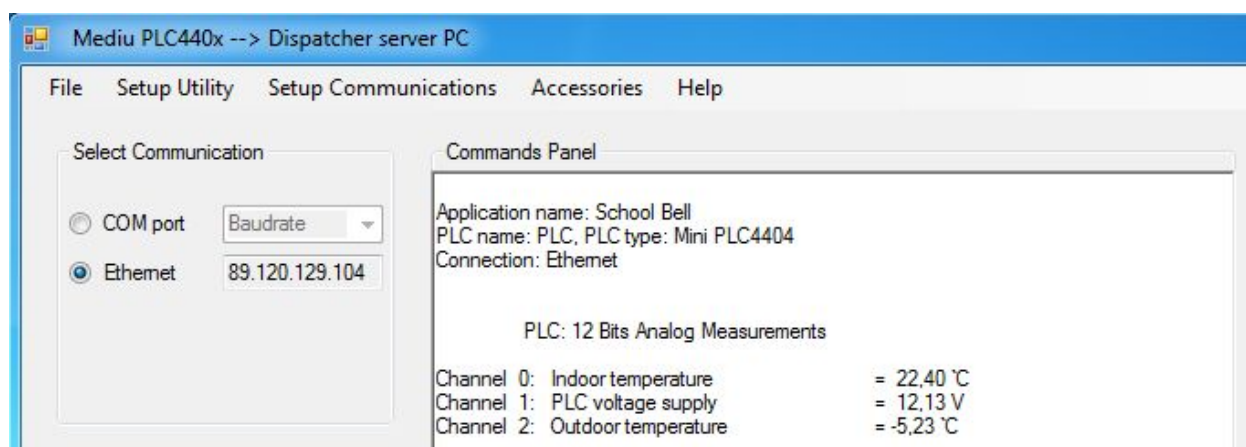 Mediu PLC440x --> Dispatcher server PC
File Setup Utility Setup Communications Accessories Help
Select Communication
COM port Baudrate
Ethernet 89.120.129.104
Commands Panel
Application name: School Bell
PLC name: PLC, PLC type: Mini PLC4404
Connection: Ethernet
PLC: 12 Bits Analog Measurements
Channel 0: Indoor temperature = 22,40 ℃
Channel 1: PLC voltage supply = 12,13 V
Channel 2: Outdoor temperature = -5,23 ℃